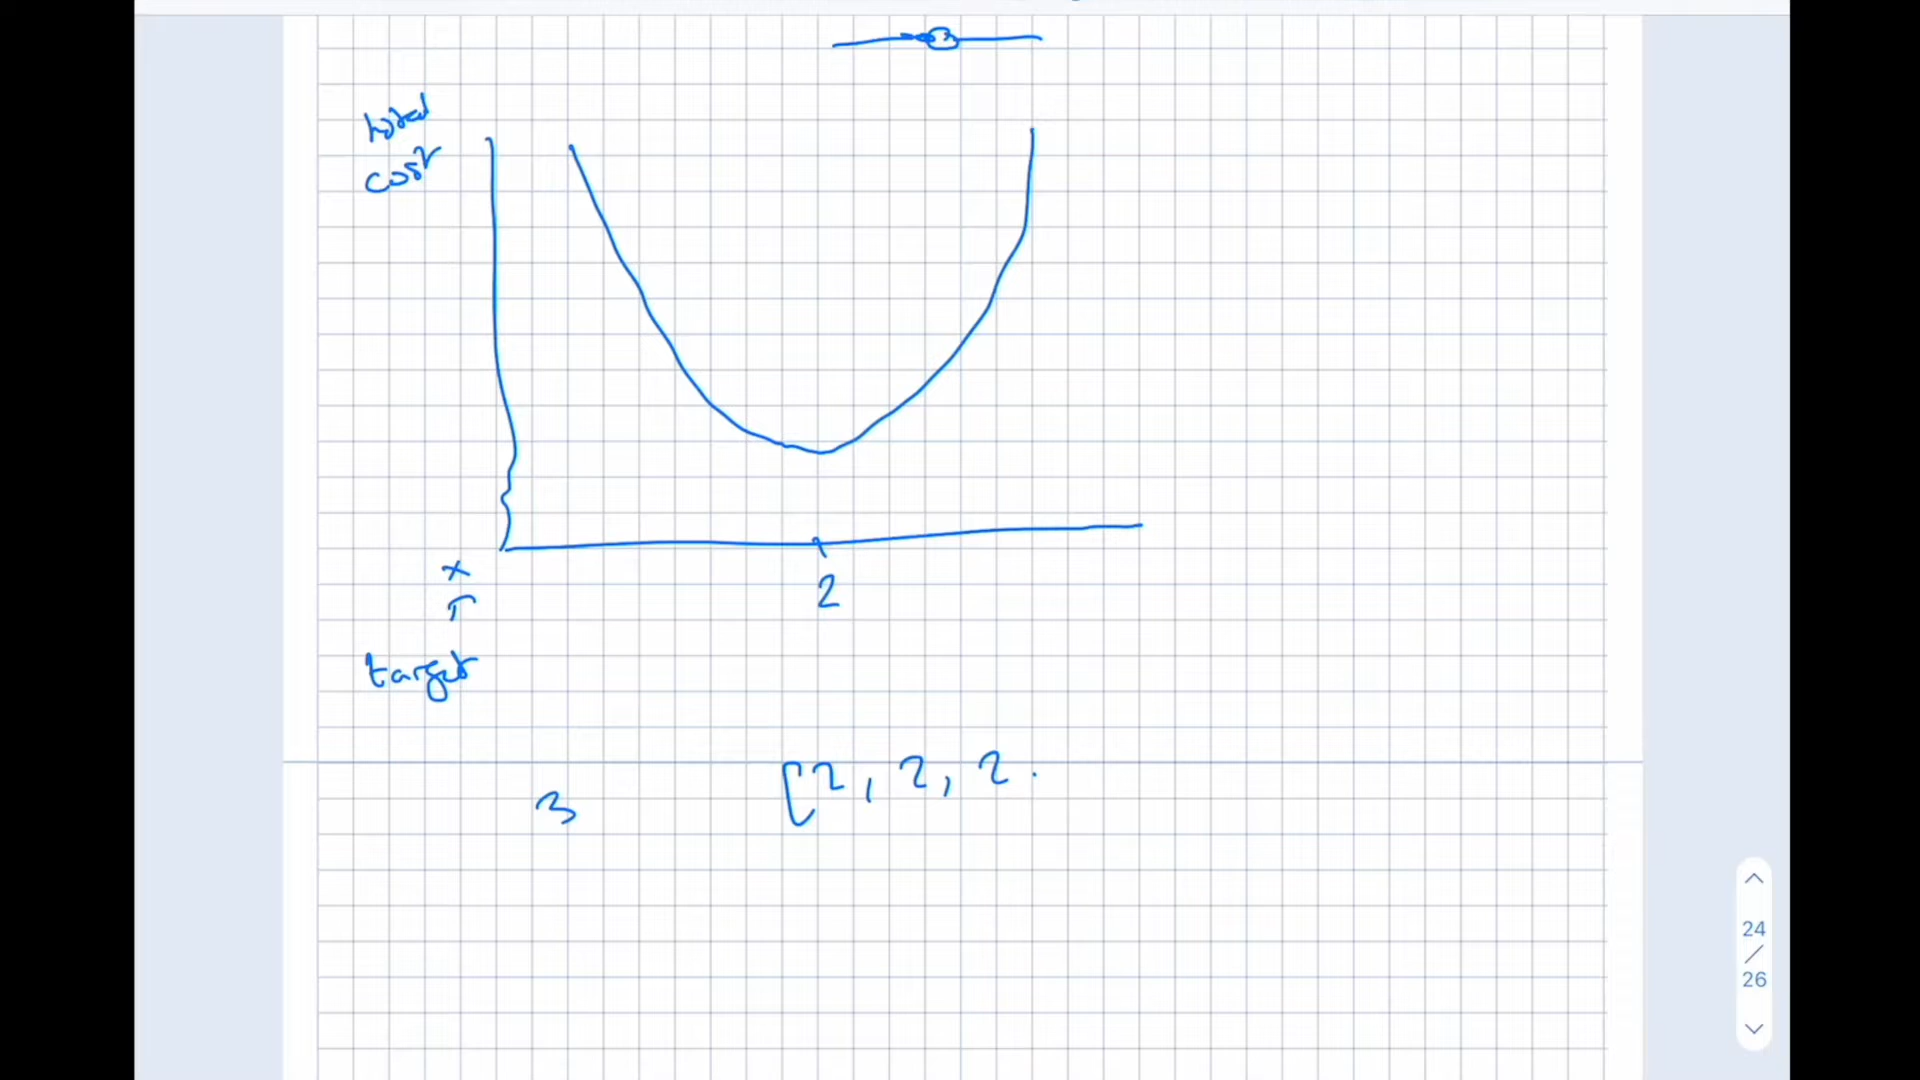 total
cost
x
2
target
[2, 2, 2.
3
24
/
26